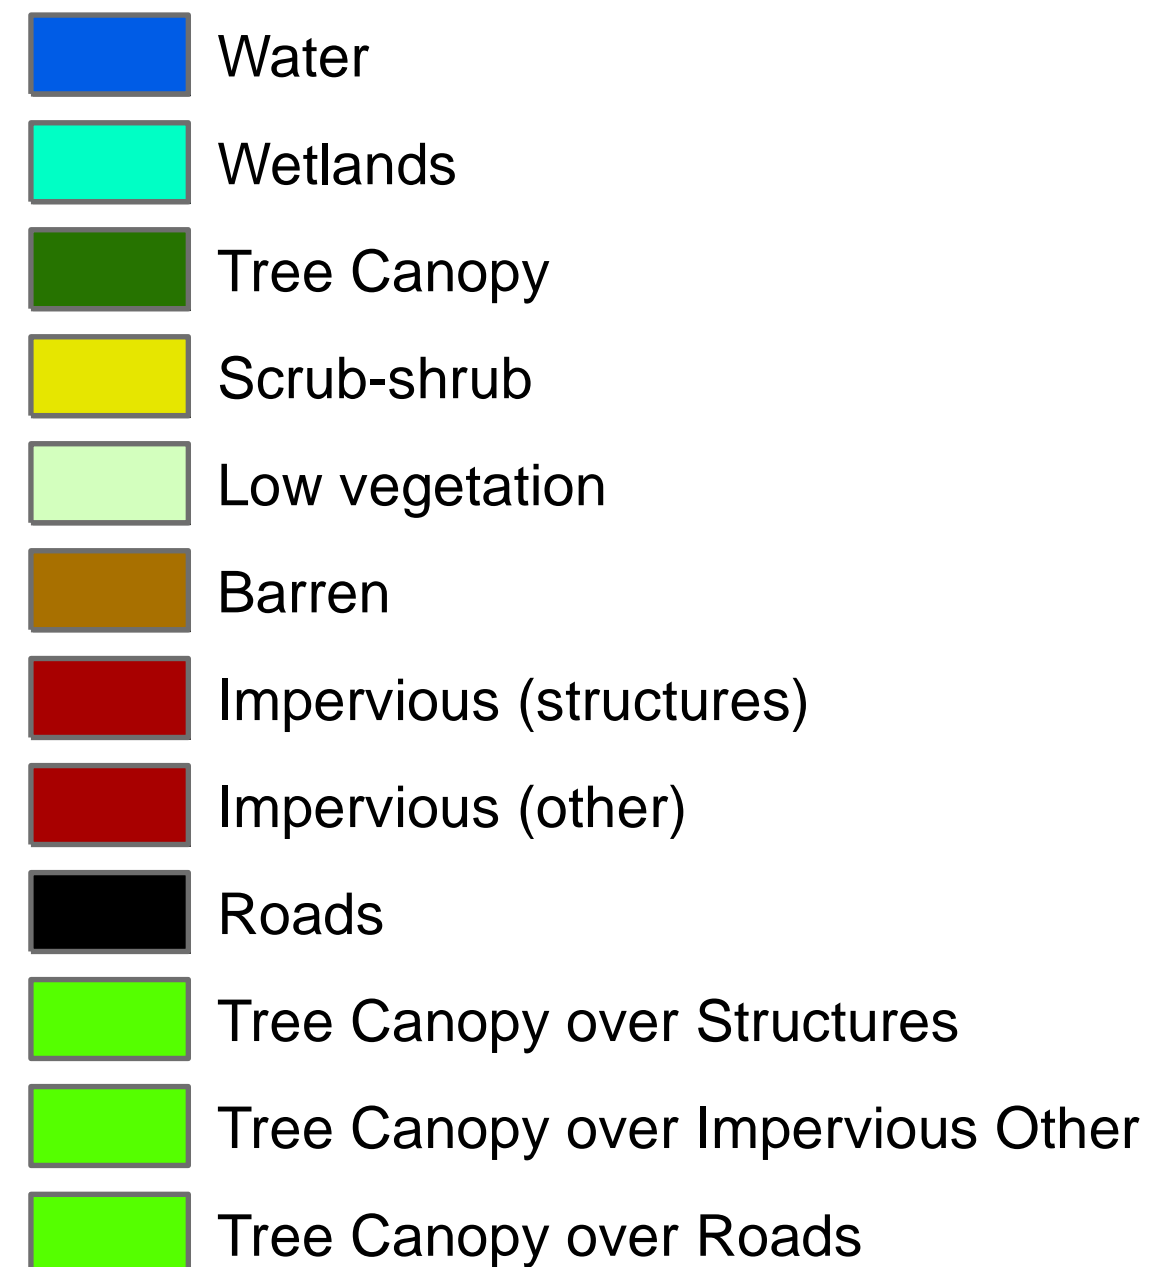 Water
Wetlands
Tree Canopy
Scrub-shrub
Low vegetation
Barren
Impervious (structures)
Impervious (other)
Roads
Tree Canopy over Structures
Tree Canopy over Impervious Other
Tree Canopy over Roads